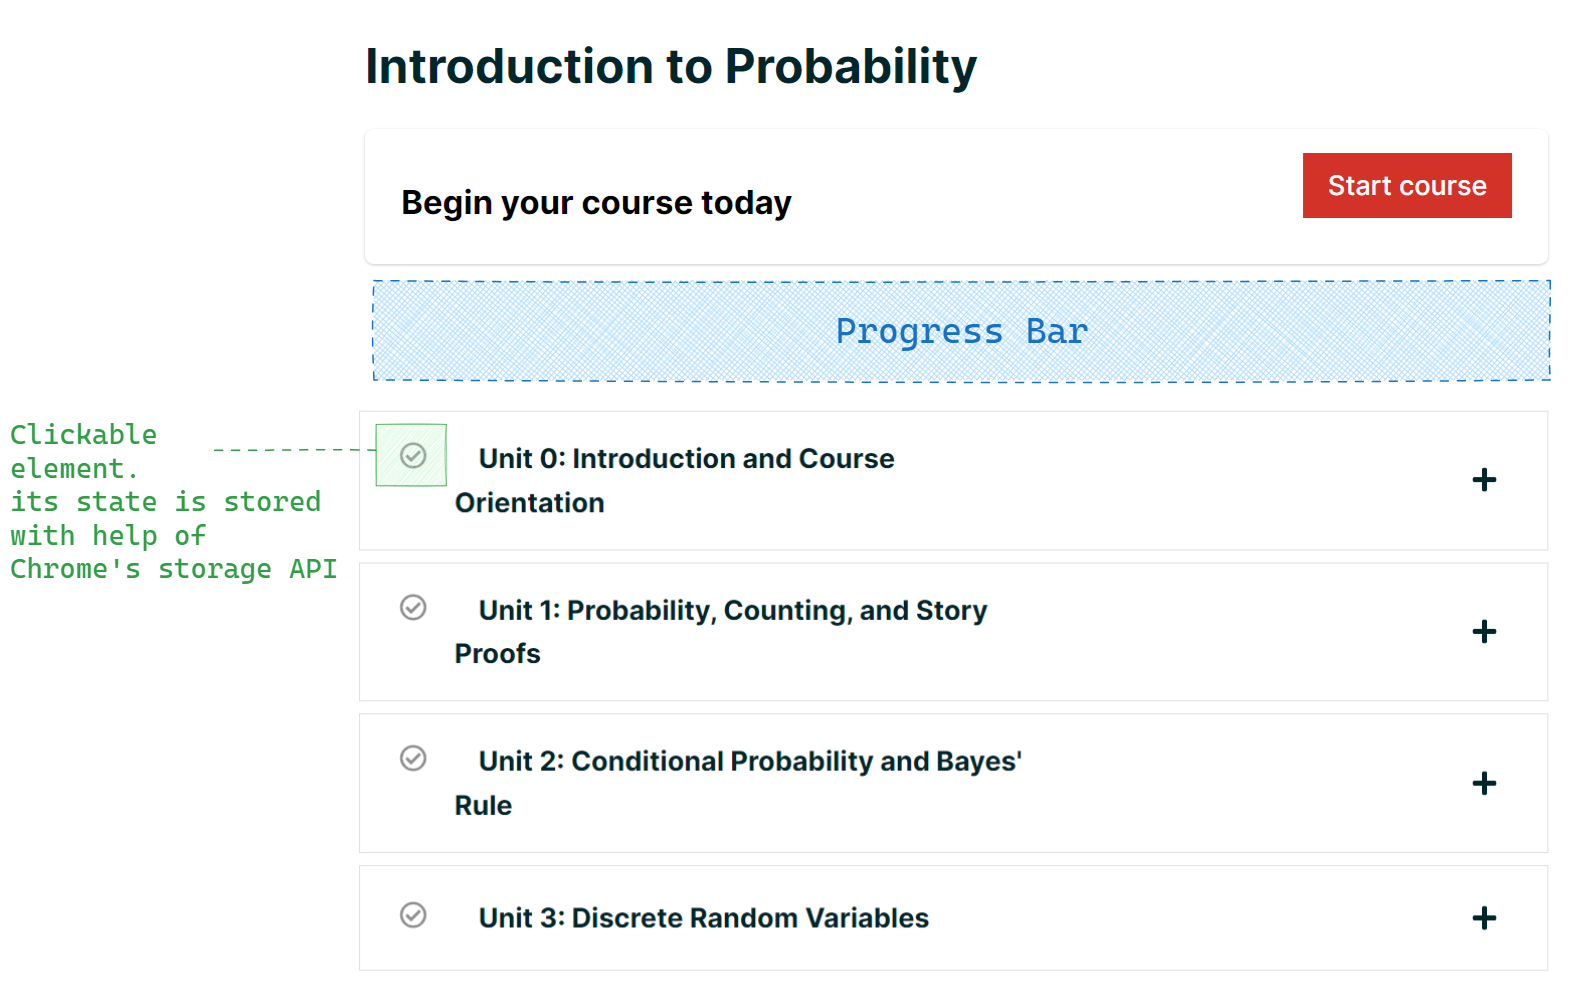 Introduction to Probability
Begin your course today
Start course
Progress Bar
Clickable
element.
its state is stored
with help of
Chrome's storage API
Unit 0: Introduction and Course
Orientation
Unit 1: Probability, Counting, and Story
Proofs
Unit 2: Conditional Probability and Bayes'
Rule
Unit 3: Discrete Random Variables